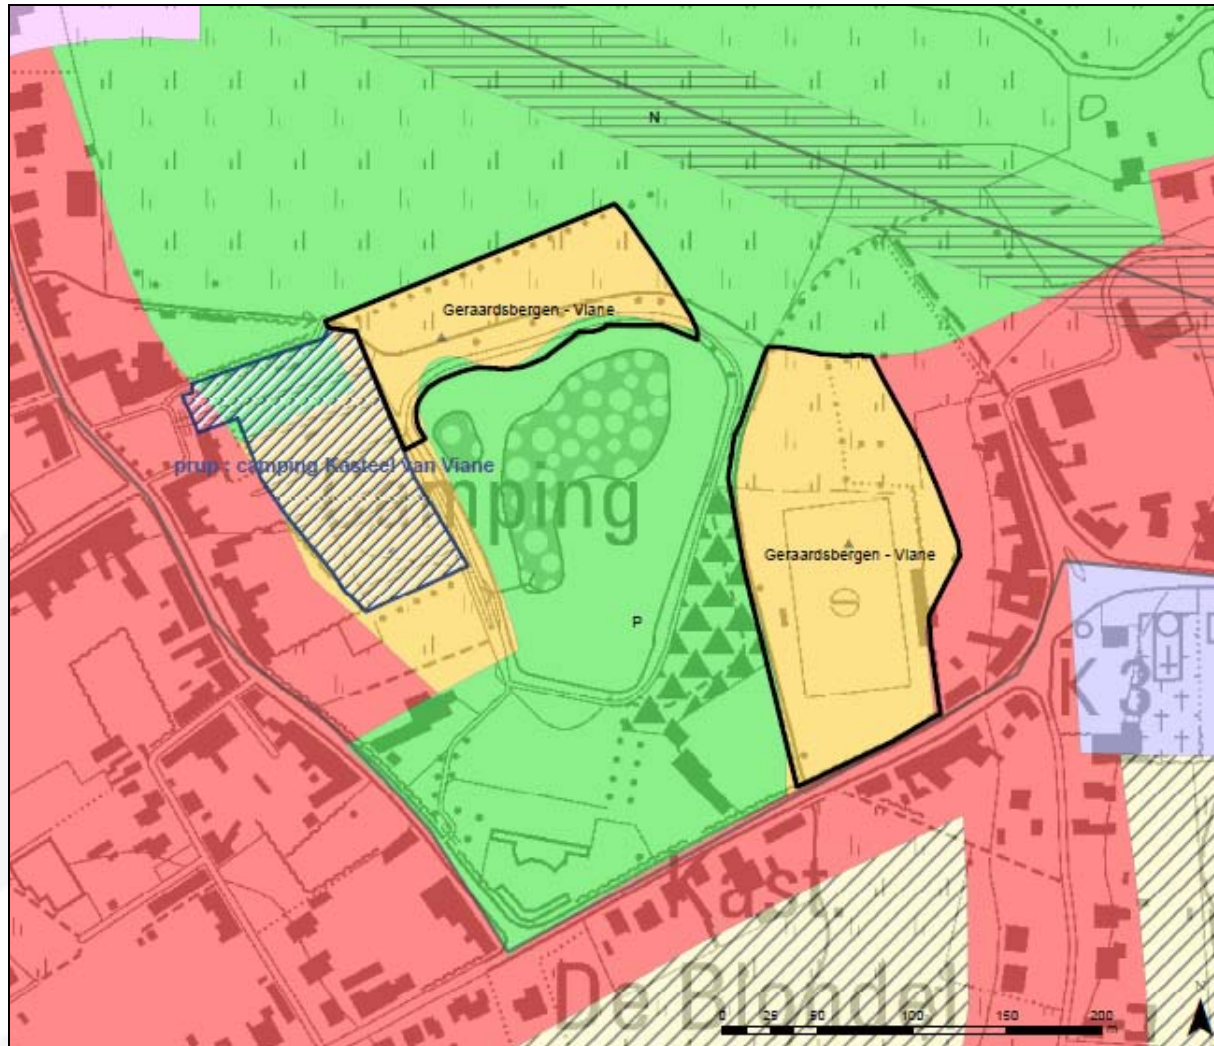 N
Geraardsbergen - Viane
prup : camping Kasteel van Viane
Camping
Geraardsbergen - Viane
P
K 3
Kast.
De Blondel
0 25 50 100 150 200
m
N